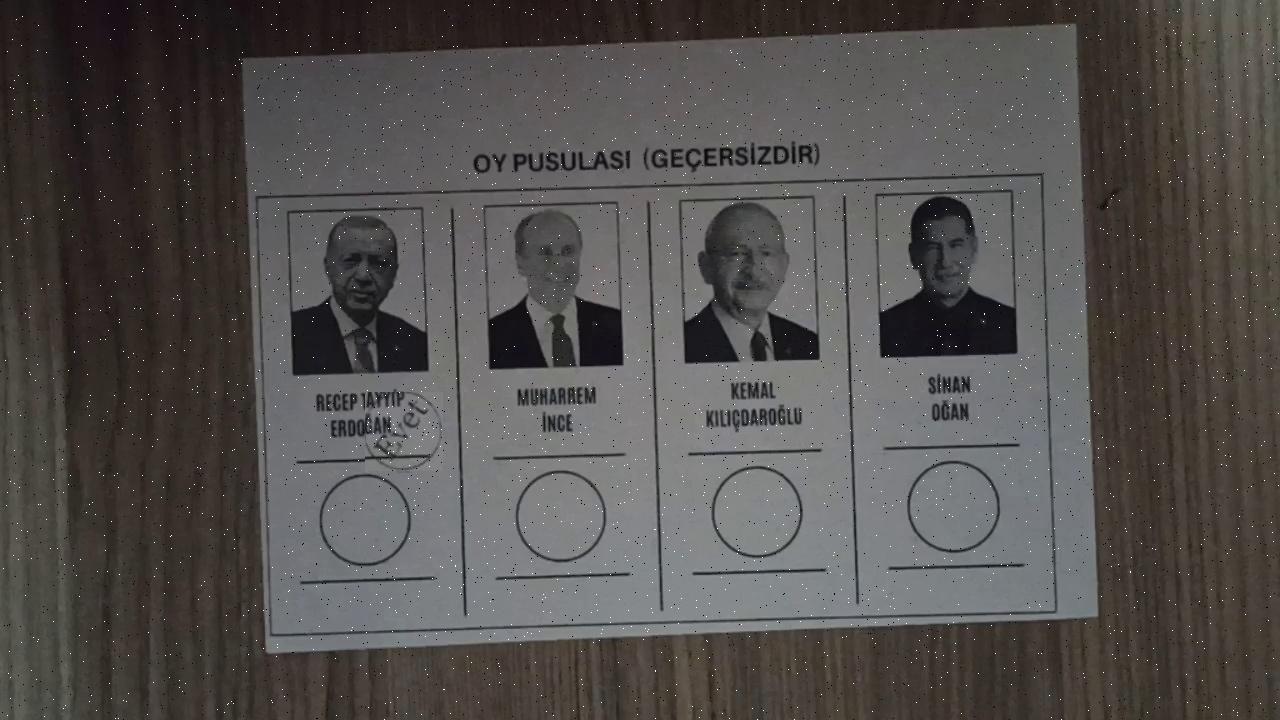 OY PUSULASI (GEÇERSİZDİR)
RECEP TAYYİP
ERDOĞAN
Evet
MUHARREM
İNCE
KEMAL
KILIÇDAROĞLU
SİNAN
OĞAN